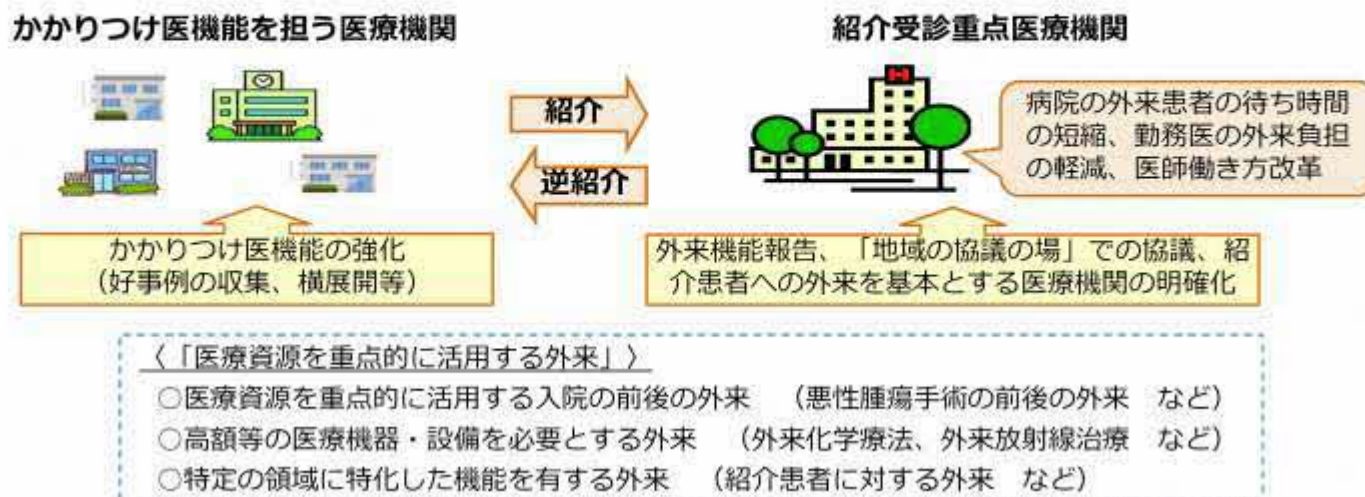 かかりつけ医機能を担う医療機関
紹介受診重点医療機関
紹介
逆紹介
病院の外来患者の待ち時間
の短縮、勤務医の外来負担
の軽減、医師働き方改革
かかりつけ医機能の強化
（好事例の収集、横展開等）
外来機能報告、「地域の協議の場」での協議、紹
介患者への外来を基本とする医療機関の明確化
〈「医療資源を重点的に活用する外来」〉
○医療資源を重点的に活用する入院の前後の外来　（悪性腫瘍手術の前後の外来　など）
○高額等の医療機器・設備を必要とする外来　（外来化学療法、外来放射線治療　など）
○特定の領域に特化した機能を有する外来　（紹介患者に対する外来　など）